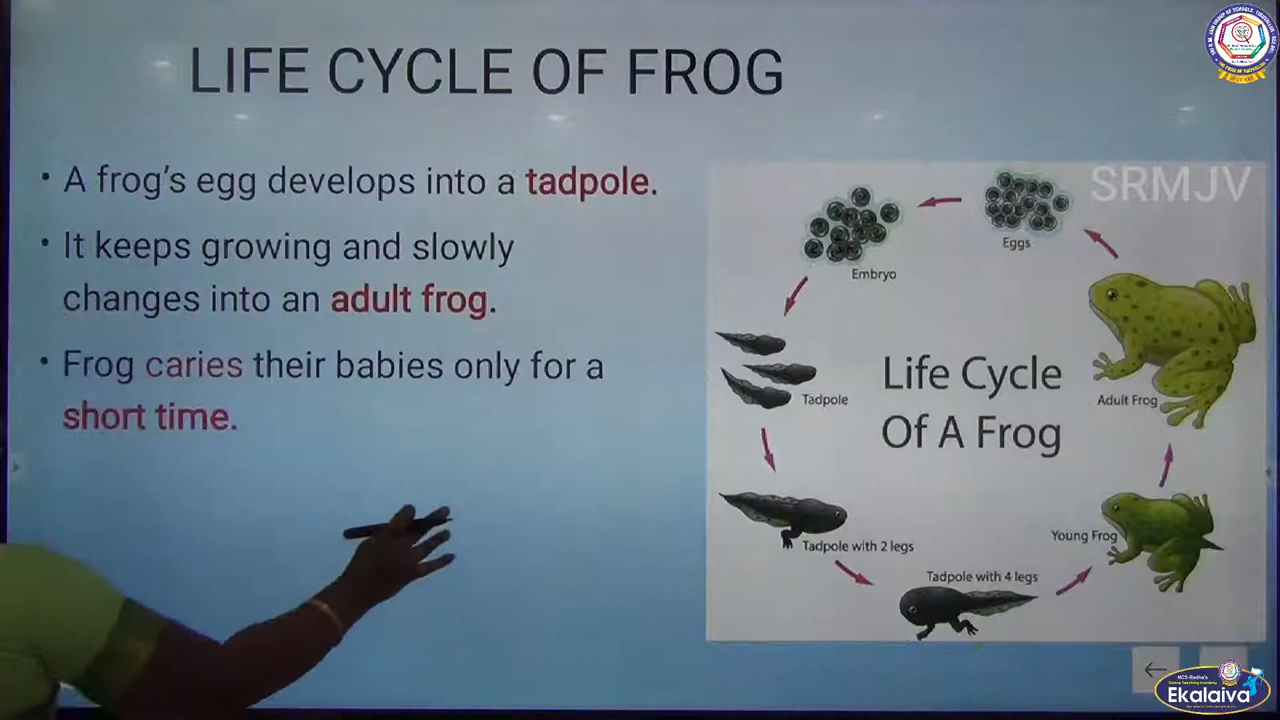 LIFE CYCLE OF FROG
• A frog's egg develops into a tadpole.
• It keeps growing and slowly
changes into an adult frog.
• Frog caries their babies only for a
short time.
SRMJV
Eggs
Embryo
Tadpole
Adult Frog
Life Cycle
Of A Frog
Tadpole with 2 legs
Young Frog
Tadpole with 4 legs
Ekalaiva